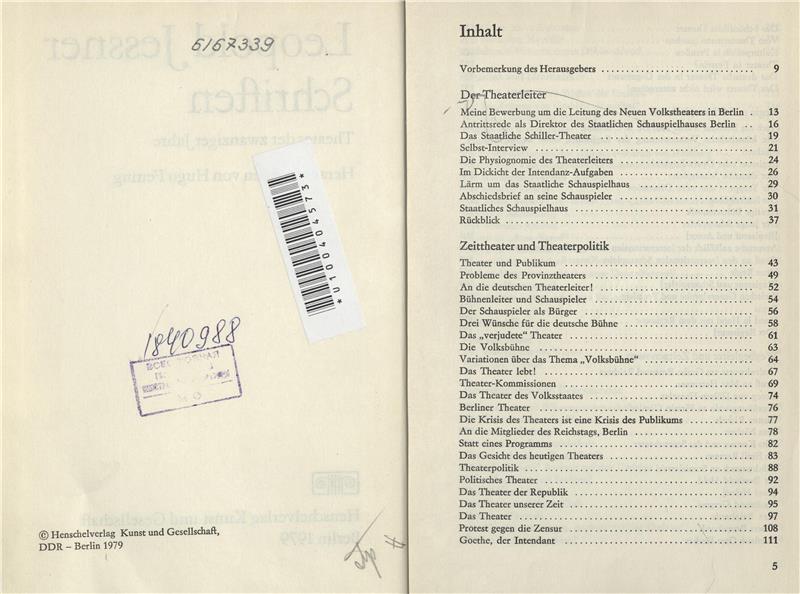 6167339
*U100404573*
1840988
ВСЕСОЮЗНАЯ
© Henschelverlag Kunst und Gesellschaft,
DDR – Berlin 1979
Inhalt
Vorbemerkung des Herausgebers . . . . . . . . . . 9
Der Theaterleiter
Meine Bewerbung um die Leitung des Neuen Volkstheaters in Berlin . 13
Antrittsrede als Direktor des Staatlichen Schauspielhauses Berlin . . 16
Das Staatliche Schiller-Theater . . . . . . . . . . 19
Selbst-Interview . . . . . . . . . . 21
Die Physiognomie des Theaterleiters . . . . . . . . . . 24
Im Dickicht der Intendanz-Aufgaben . . . . . . . . . . 26
Lärm um das Staatliche Schauspielhaus . . . . . . . . . . 29
Abschiedsbrief an seine Schauspieler . . . . . . . . . . 30
Staatliches Schauspielhaus . . . . . . . . . . 31
Rückblick . . . . . . . . . . 37
Zeittheater und Theaterpolitik
Theater und Publikum . . . . . . . . . . 43
Probleme des Provinztheaters . . . . . . . . . . 49
An die deutschen Theaterleiter! . . . . . . . . . . 52
Bühnenleiter und Schauspieler . . . . . . . . . . 54
Der Schauspieler als Bürger . . . . . . . . . . 56
Drei Wünsche für die deutsche Bühne . . . . . . . . . . 58
Das „verjudete“ Theater . . . . . . . . . . 61
Die Volksbühne . . . . . . . . . . 63
Variationen über das Thema „Volksbühne“ . . . . . . . . . . 64
Das Theater lebt! . . . . . . . . . . 67
Theater-Kommissionen . . . . . . . . . . 69
Das Theater des Volksstaates . . . . . . . . . . 74
Berliner Theater . . . . . . . . . . 76
Die Krisis des Theaters ist eine Krisis des Publikums . . . . . . . . . . 77
An die Mitglieder des Reichstags, Berlin . . . . . . . . . . 78
Statt eines Programms . . . . . . . . . . 82
Das Gesicht des heutigen Theaters . . . . . . . . . . 83
Theaterpolitik . . . . . . . . . . 88
Politisches Theater . . . . . . . . . . 92
Das Theater der Republik . . . . . . . . . . 94
Das Theater unserer Zeit . . . . . . . . . . 95
Das Theater . . . . . . . . . . 97
Protest gegen die Zensur . . . . . . . . . . 108
Goethe, der Intendant . . . . . . . . . . 111
5